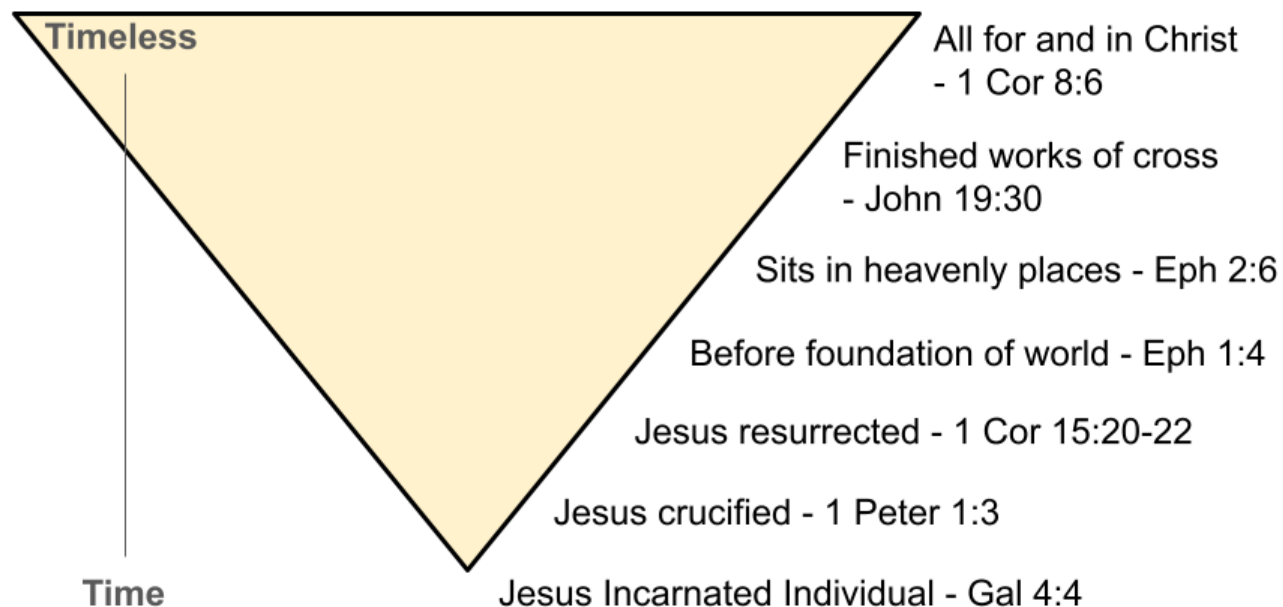 Timeless
All for and in Christ
- 1 Cor 8:6
Finished works of cross
- John 19:30
Sits in heavenly places - Eph 2:6
Before foundation of world - Eph 1:4
Jesus resurrected - 1 Cor 15:20-22
Jesus crucified - 1 Peter 1:3
Time
Jesus Incarnated Individual - Gal 4:4